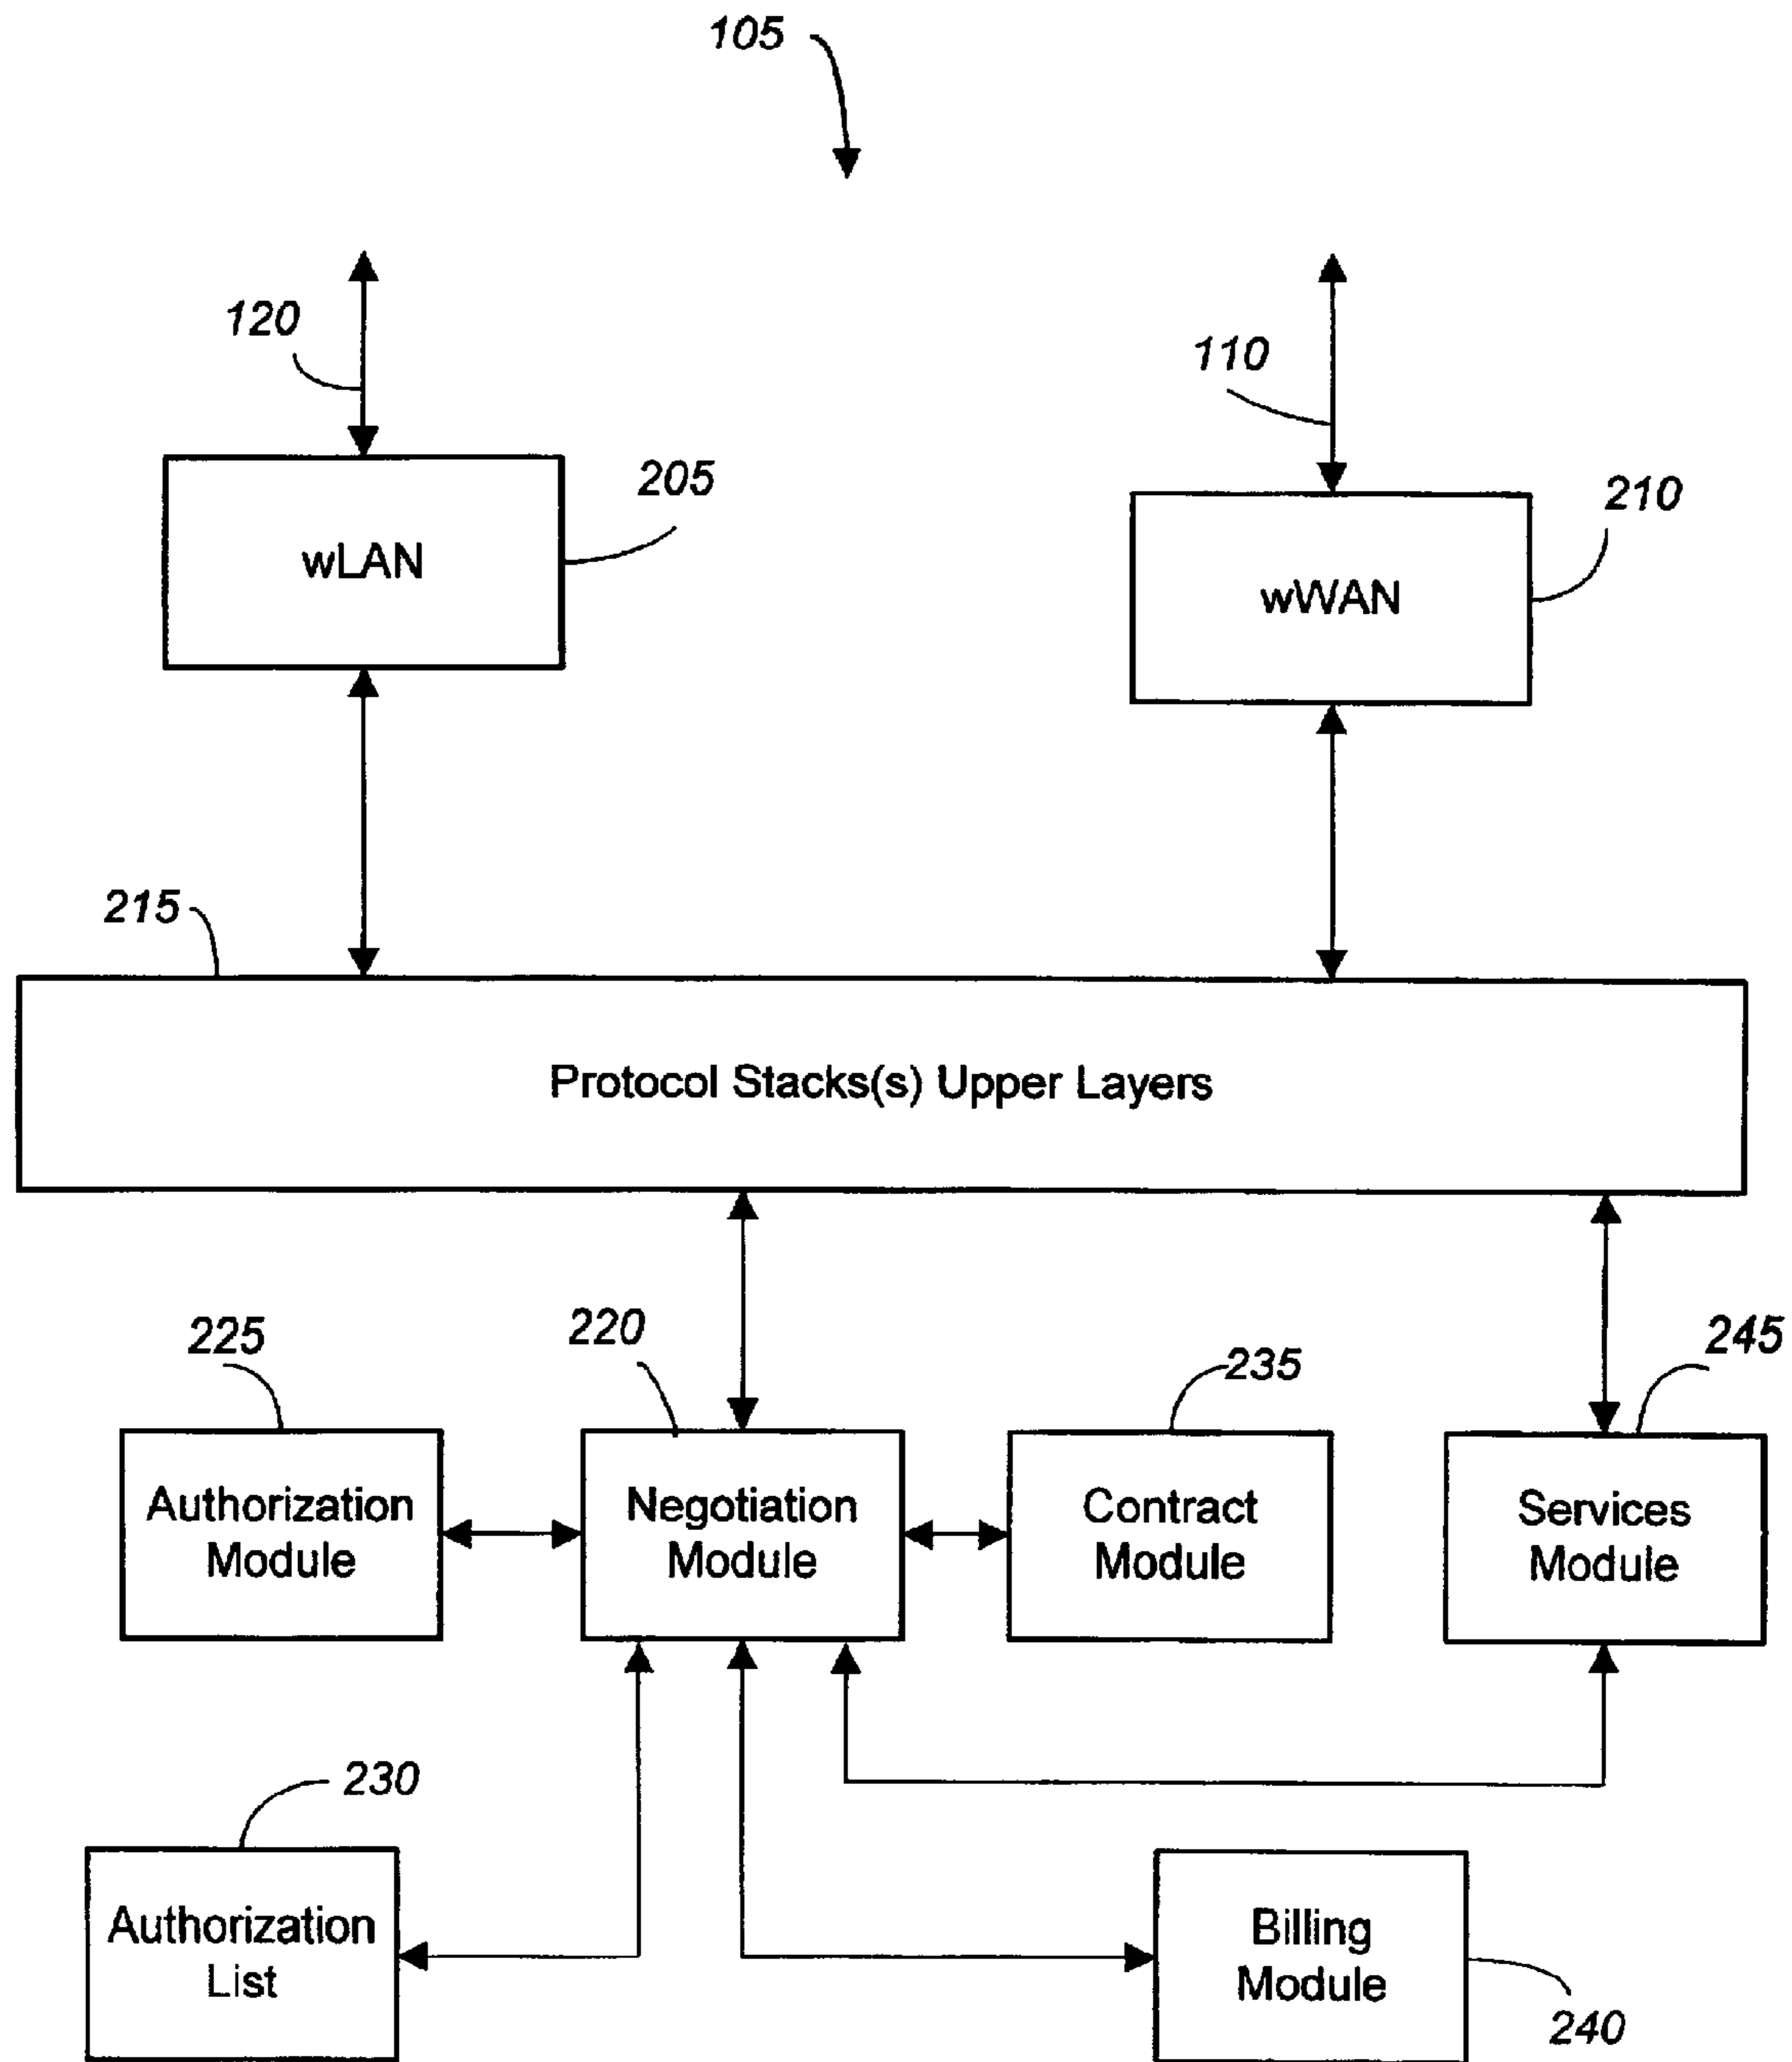 105
120
110
205
210
wLAN
wWAN
215
Protocol Stacks(s) Upper Layers
225
220
235
245
Authorization
Module
Negotiation
Module
Contract
Module
Services
Module
230
Authorization
List
Billing
Module
240